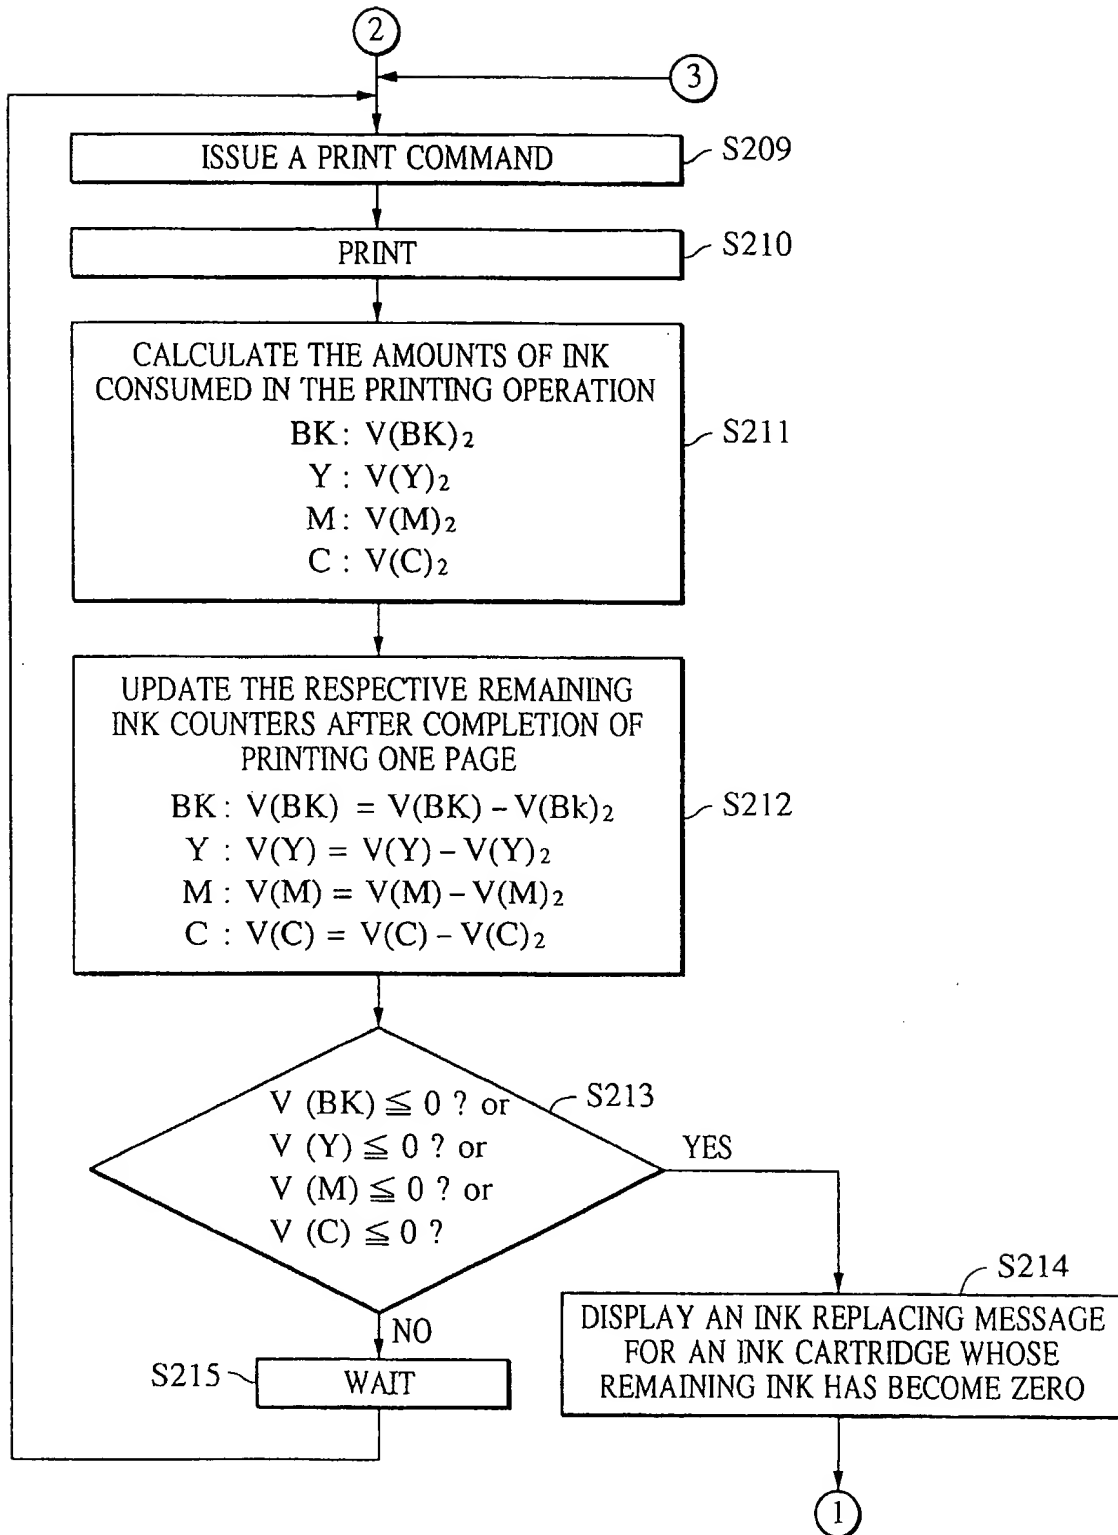 2
3
ISSUE A PRINT COMMAND
S209
PRINT
S210
CALCULATE THE AMOUNTS OF INK
CONSUMED IN THE PRINTING OPERATION
BK: V(BK)₂
Y: V(Y)₂
M: V(M)₂
C: V(C)₂
S211
UPDATE THE RESPECTIVE REMAINING
INK COUNTERS AFTER COMPLETION OF
PRINTING ONE PAGE
BK: V(BK) = V(BK) – V(Bk)₂
Y: V(Y) = V(Y) – V(Y)₂
M: V(M) = V(M) – V(M)₂
C: V(C) = V(C) – V(C)₂
S212
V (BK) ≦ 0 ? or
V (Y) ≦ 0 ? or
V (M) ≦ 0 ? or
V (C) ≦ 0 ?
S213
YES
NO
S214
DISPLAY AN INK REPLACING MESSAGE
FOR AN INK CARTRIDGE WHOSE
REMAINING INK HAS BECOME ZERO
S215
WAIT
1